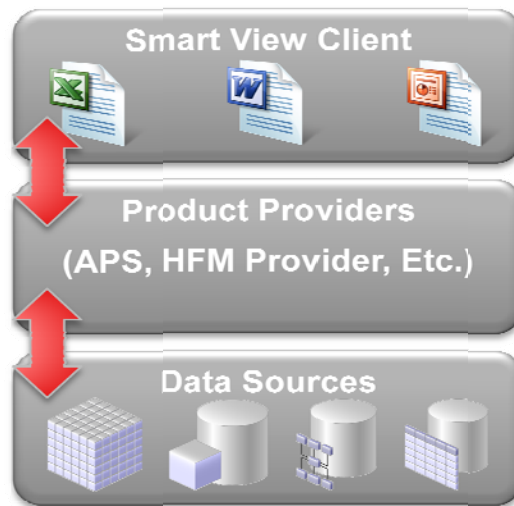 Smart View Client
X
W
Product Providers
(APS, HFM Provider, Etc.)
Data Sources